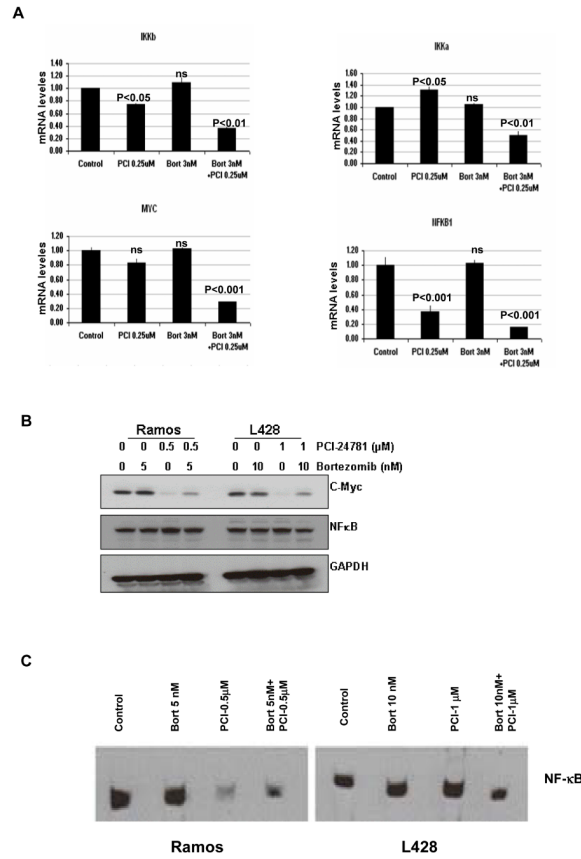 A
IKKb
mRNA leveles
1.40
1.20
1.00
0.80
0.60
0.40
0.20
0.00
P<0.05
ns
P<0.01
Control
PCI 0.25uM
Bort 3nM
Bort 3nM
+PCI 0.25uM
IKKa
mRNA levels
1.60
1.40
1.20
1.00
0.80
0.60
0.40
0.20
0.00
P<0.05
ns
P<0.01
Control
PCI 0.25uM
Bort 3nM
Bort 3nM
+PCI 0.25uM
MYC
mRNA levels
1.20
1.00
0.80
0.60
0.40
0.20
0.00
ns
ns
P<0.001
Control
PCI 0.25uM
Bort 3nM
Bort 3nM
+PCI 0.25uM
NFKB1
mRNA levels
1.20
1.00
0.80
0.60
0.40
0.20
0.00
P<0.001
ns
P<0.001
Control
PCI 0.25uM
Bort 3nM
Bort 3nM
+PCI 0.25uM
B
Ramos L428
0 0 0.5 0.5 0 0 1 1 PCI-24781 (μM)
0 5 0 5 0 10 0 10 Bortezomib (nM)
C-Myc
NFκB
GAPDH
C
Control
Bort 5 nM
PCI-0.5μM
Bort 5nM+
PCI-0.5μM
Control
Bort 10 nM
PCI-1 μM
Bort 10nM+
PCI-1μM
NF-κB
Ramos
L428